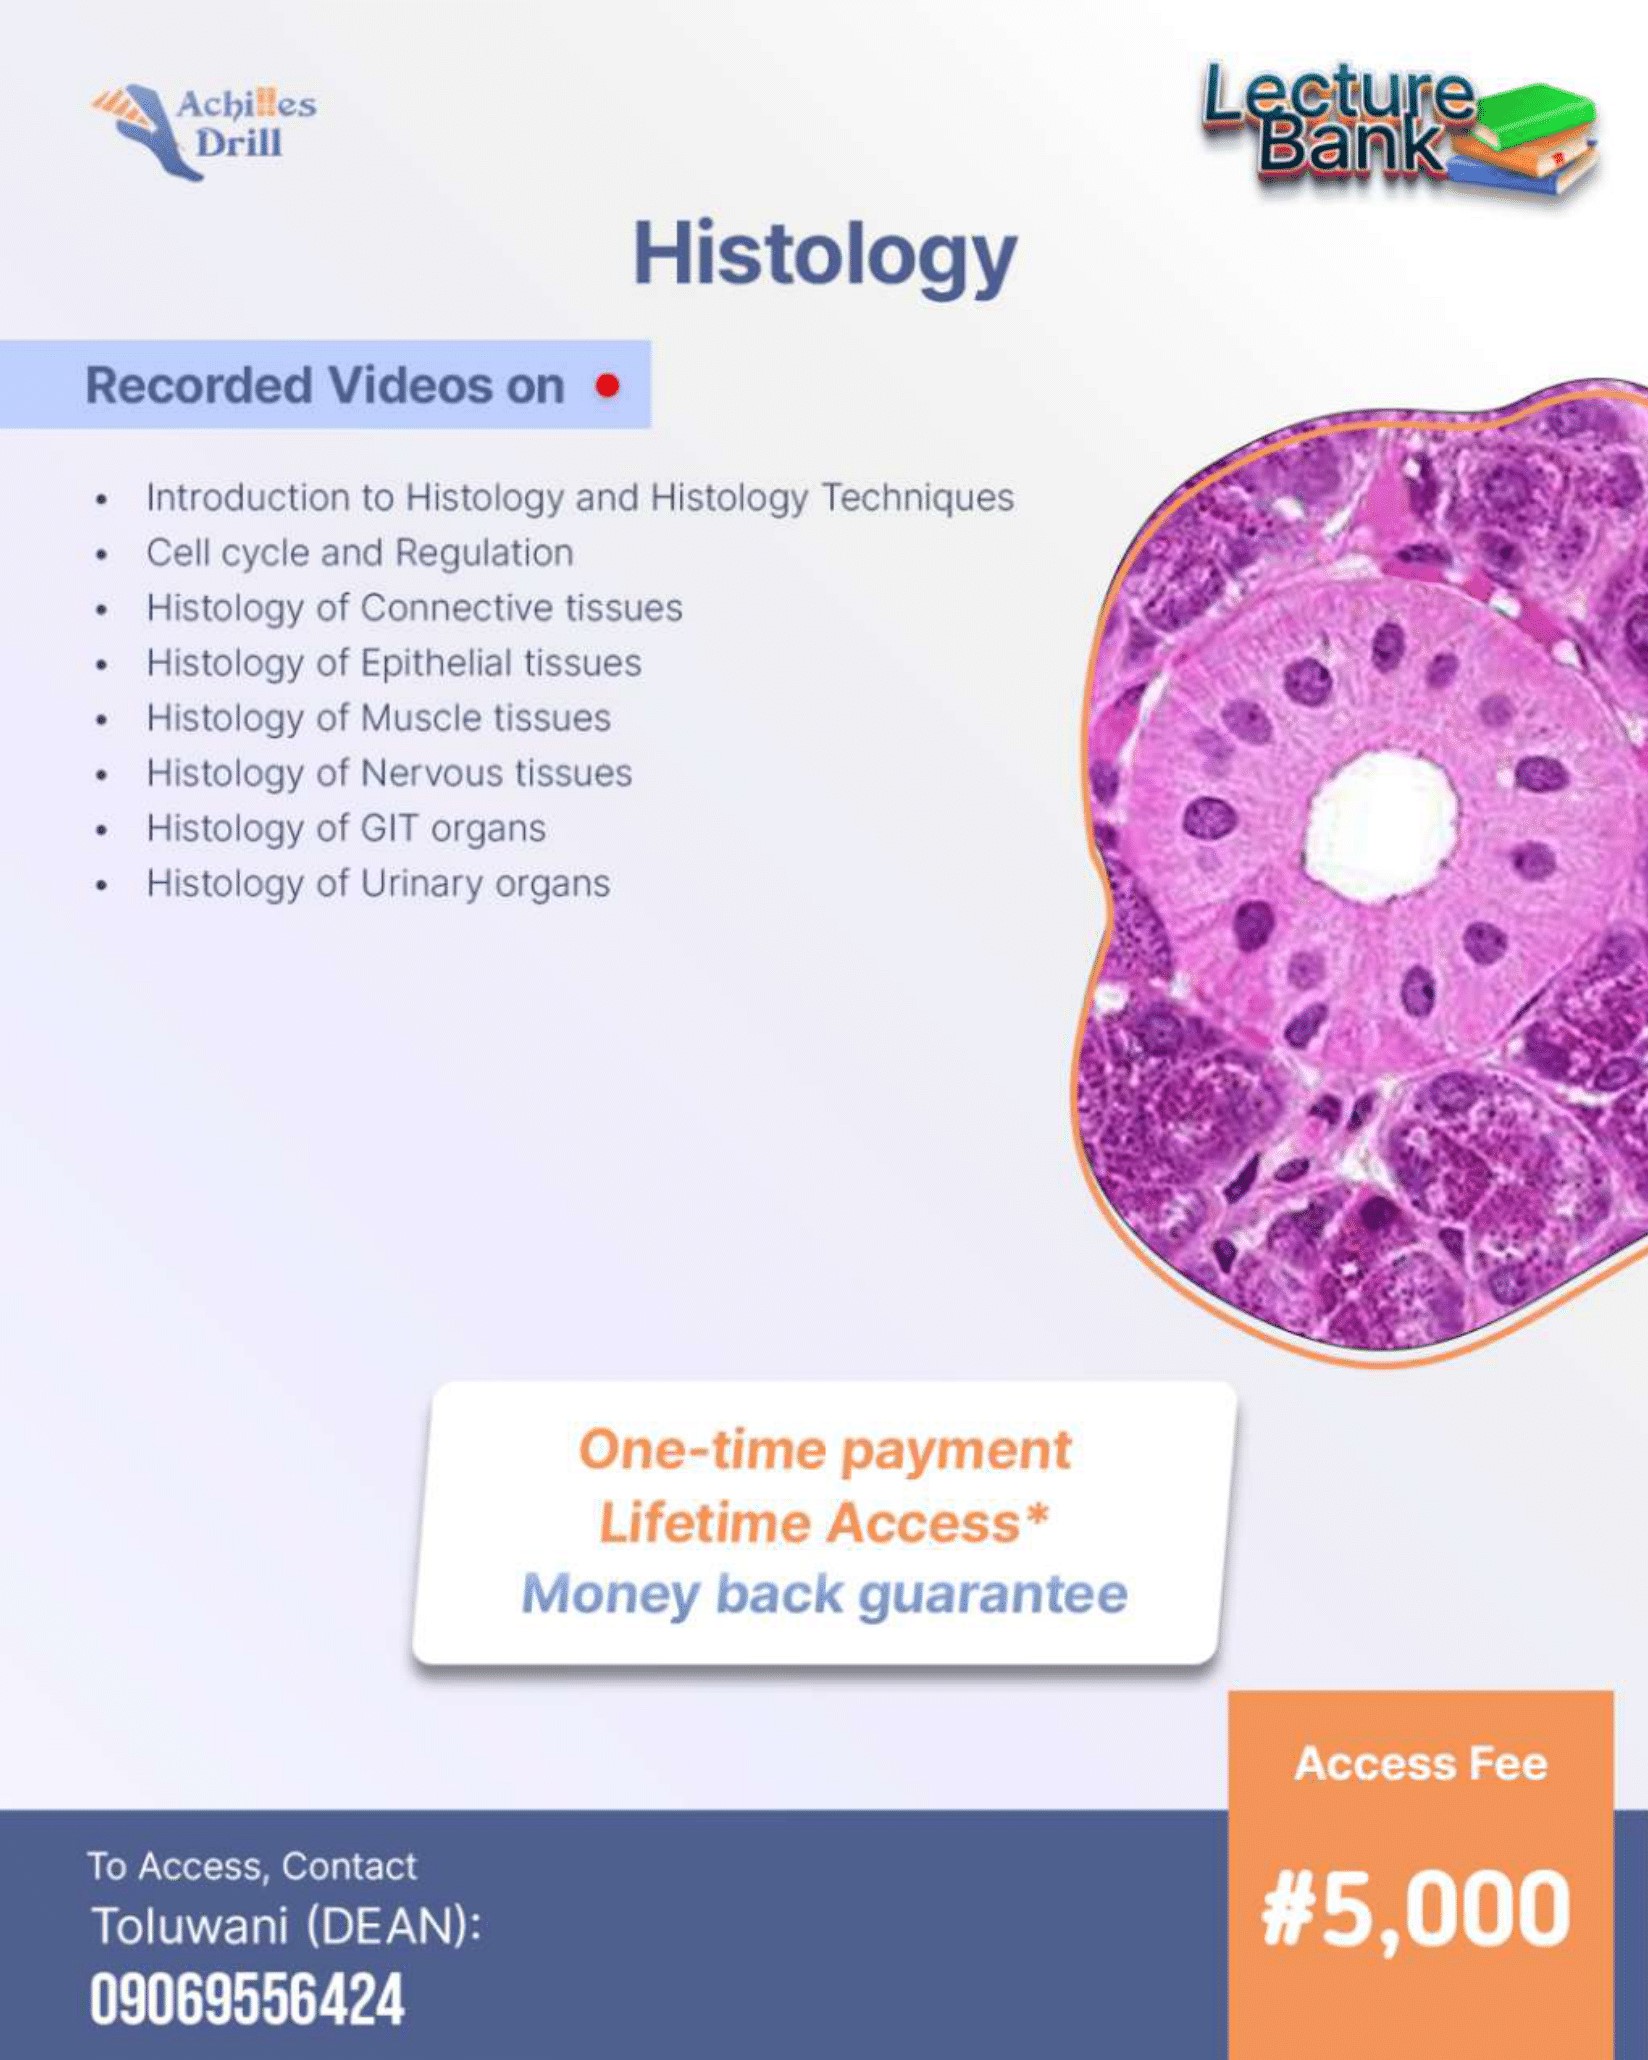 Achilles
Drill
Lecture
Bank
Histology
Recorded Videos on
• Introduction to Histology and Histology Techniques
• Cell cycle and Regulation
• Histology of Connective tissues
• Histology of Epithelial tissues
• Histology of Muscle tissues
• Histology of Nervous tissues
• Histology of GIT organs
• Histology of Urinary organs
One-time payment
Lifetime Access*
Money back guarantee
Access Fee
#5,000
To Access, Contact
Toluwani (DEAN):
09069556424